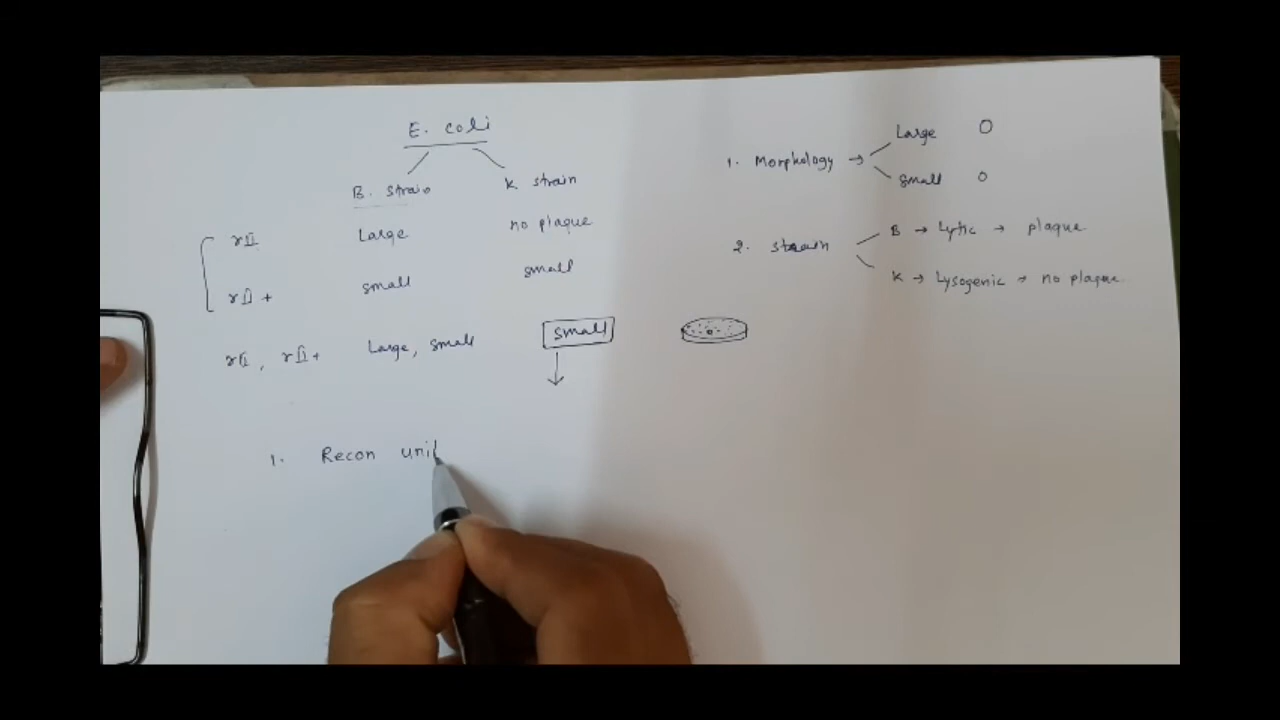 E. coli
B. strain K strain
rII Large no plaque
rII + small small
rII , rII + Large, small small
1. Recon unit
1. Morphology → Large O
small o
2. strain B → Lytic → plaque
K → Lysogenic → no plaque.